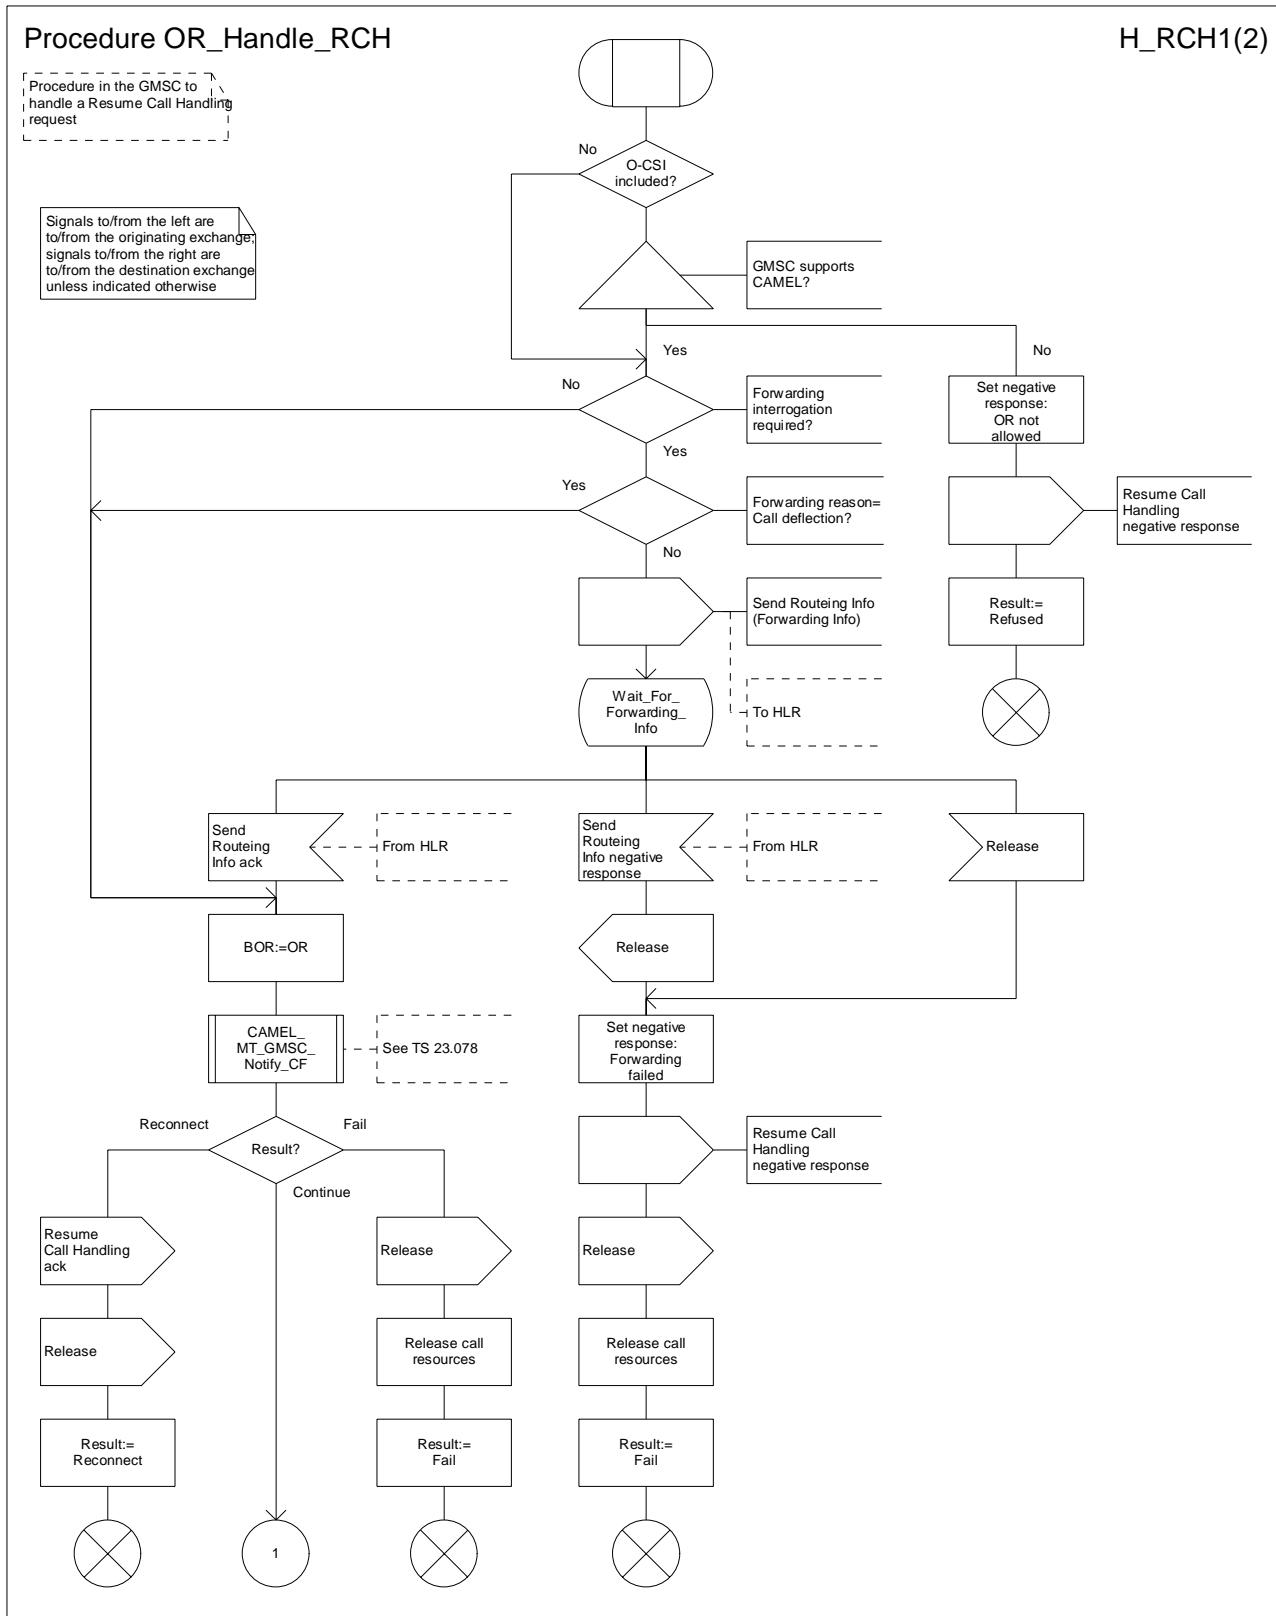 Procedure OR_Handle_RCH
H_RCH1(2)
Procedure in the GMSC to
handle a Resume Call Handling
request
Signals to/from the left are
to/from the originating exchange;
signals to/from the right are
to/from the destination exchange
unless indicated otherwise
No
O-CSI
included?
GMSC supports
CAMEL?
Yes
No
No
Forwarding
interrogation
required?
Set negative
response:
OR not
allowed
Yes
Yes
Forwarding reason=
Call deflection?
Resume Call
Handling
negative response
No
Send Routeing Info
(Forwarding Info)
Result:=
Refused
Wait_For_
Forwarding_
Info
To HLR
Send
Routeing
Info ack
From HLR
Send
Routeing
Info negative
response
From HLR
Release
BOR:=OR
Release
CAMEL_
MT_GMSC_
Notify_CF
See TS 23.078
Set negative
response:
Forwarding
failed
Reconnect
Result?
Fail
Continue
Resume Call
Handling
negative response
Resume
Call Handling
ack
Release
Release
Release
Release call
resources
Release call
resources
Result:=
Reconnect
Result:=
Fail
Result:=
Fail
1